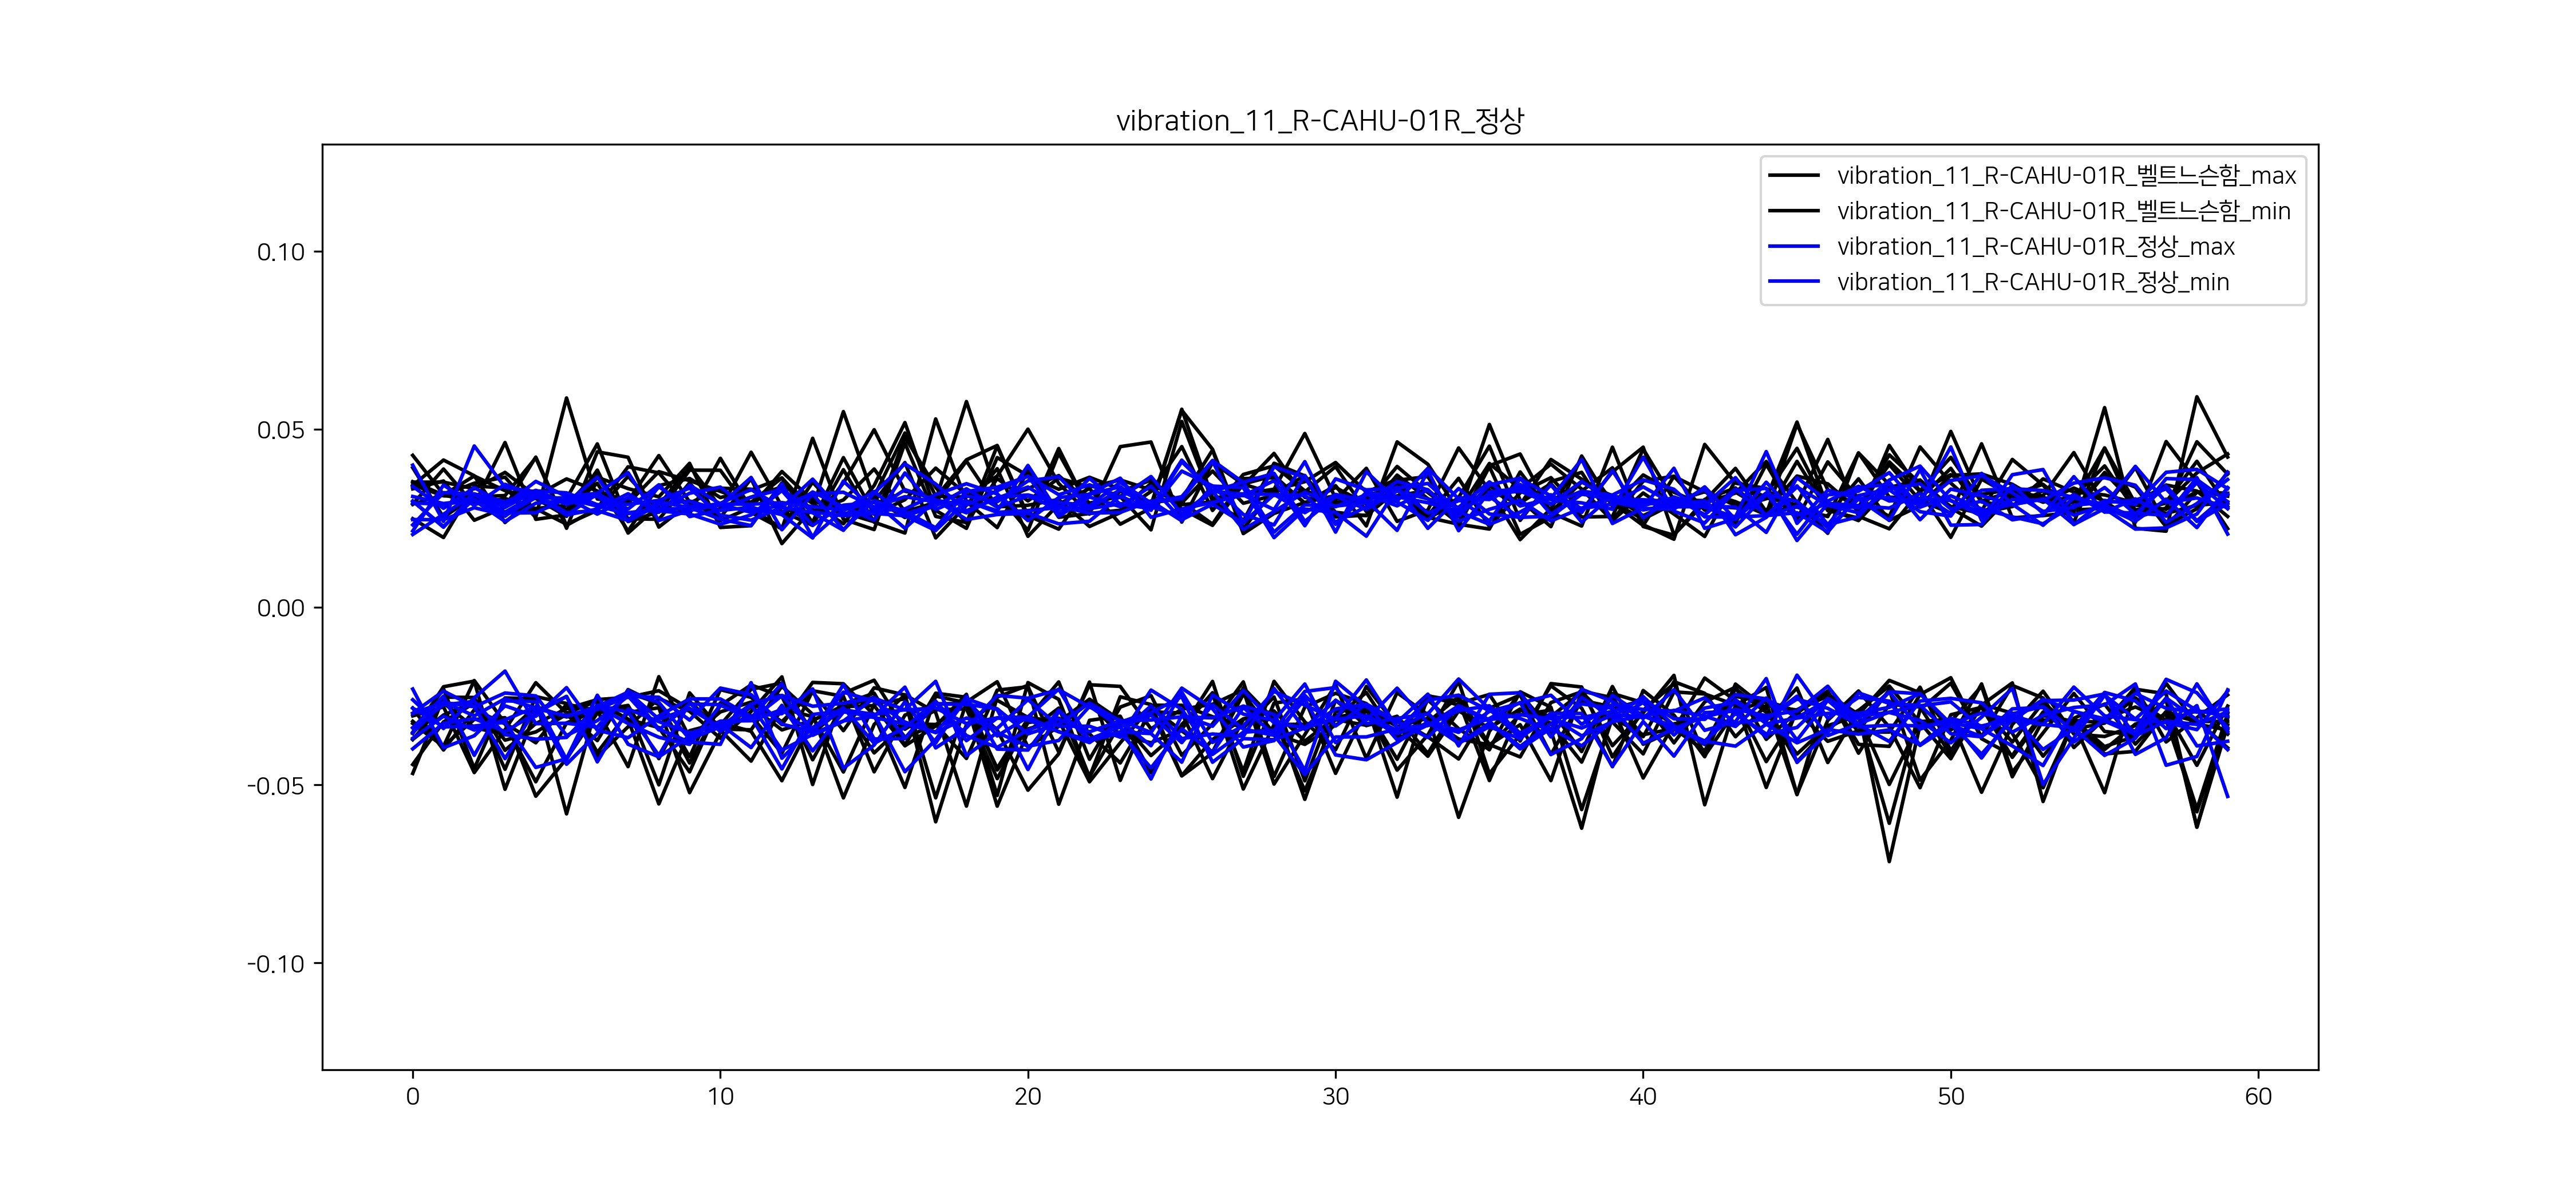 vibration_11_R-CAHU-01R_정상
vibration_11_R-CAHU-01R_벨트느슨함_max
vibration_11_R-CAHU-01R_벨트느슨함_min
vibration_11_R-CAHU-01R_정상_max
vibration_11_R-CAHU-01R_정상_min
0.10
0.05
0.00
-0.05
-0.10
0 10 20 30 40 50 60